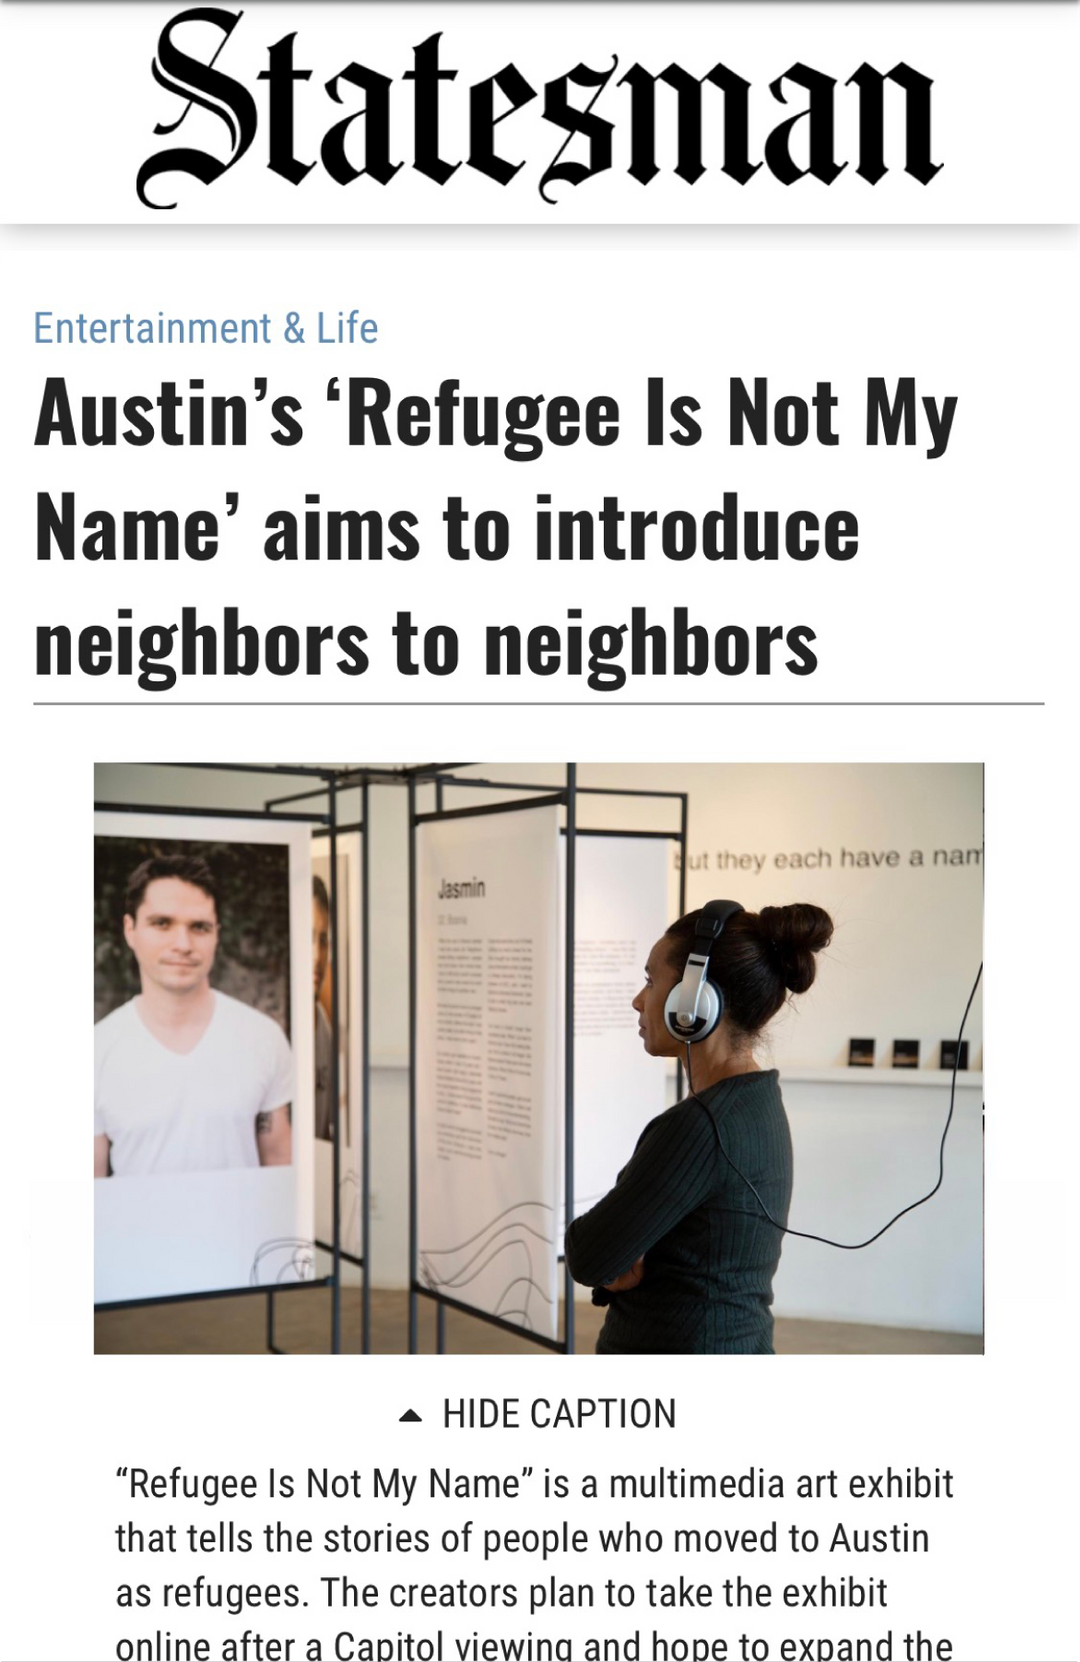 Statesman
Entertainment & Life
Austin’s ‘Refugee Is Not My
Name’ aims to introduce
neighbors to neighbors
but they each have a nam
Jasmin
HIDE CAPTION
“Refugee Is Not My Name” is a multimedia art exhibit
that tells the stories of people who moved to Austin
as refugees. The creators plan to take the exhibit
online after a Capitol viewing and hope to expand the